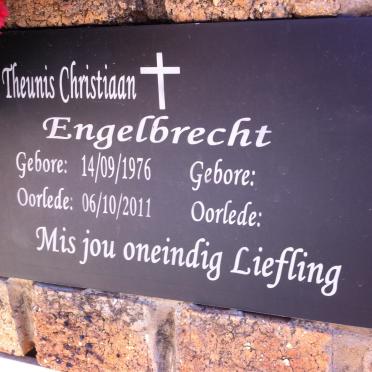 Theunis Christiaan
Engelbrecht
Gebore: 14/09/1976 Gebore:
Oorlede: 06/10/2011 Oorlede:
Mis jou oneindig Liefling